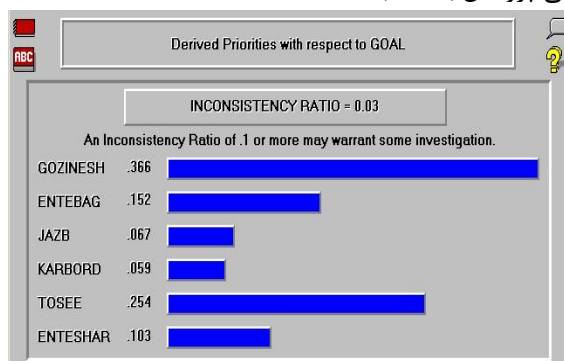 ABC
Derived Priorities with respect to GOAL
?
INCONSISTENCY RATIO = 0.03
An Inconsistency Ratio of .1 or more may warrant some investigation.
GOZINESH .366
ENTEBAG .152
JAZB .067
KARBORD .059
TOSEE .254
ENTESHAR .103